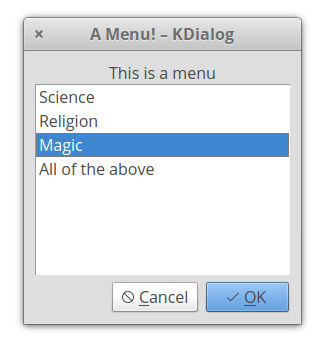 A Menu! – KDialog
This is a menu
Science
Religion
Magic
All of the above
Cancel
OK